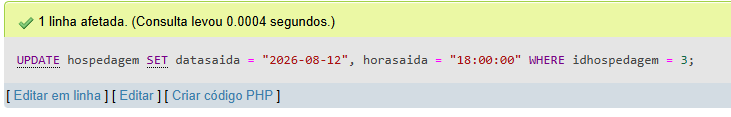 1 linha afetada. (Consulta levou 0.0004 segundos.)
UPDATE hospedagem SET datasaida = "2026-08-12", horasaida = "18:00:00" WHERE idhospedagem = 3;
[ Editar em linha ] [ Editar ] [ Criar código PHP ]